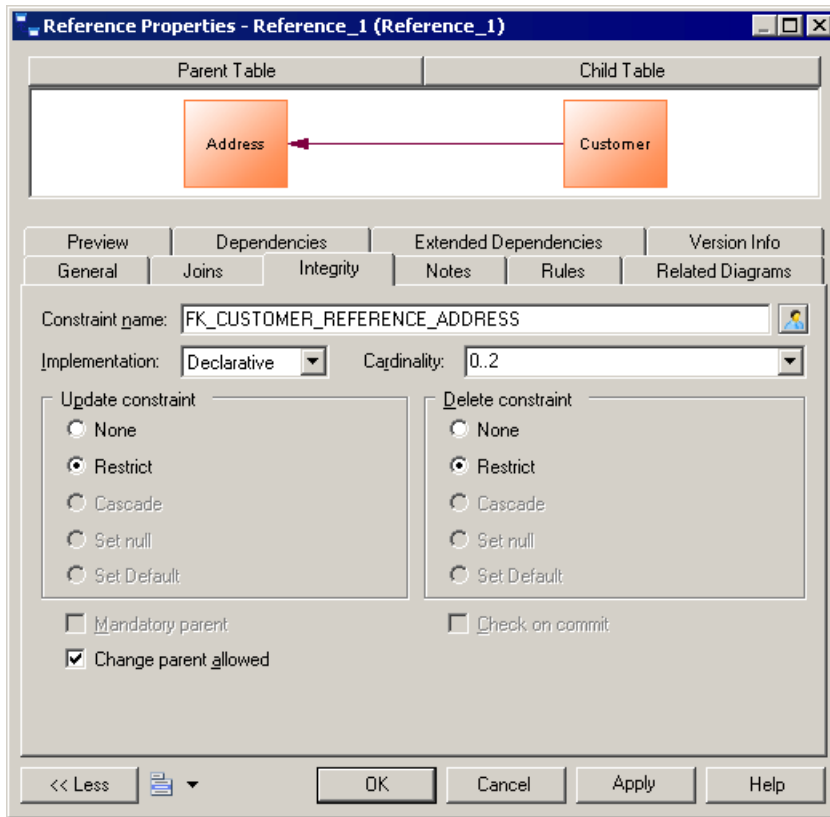 Reference Properties - Reference_1 (Reference_1)
Parent Table Child Table
Address Customer
Preview Dependencies Extended Dependencies Version Info
General Joins Integrity Notes Rules Related Diagrams
Constraint name: FK_CUSTOMER_REFERENCE_ADDRESS
Implementation: Declarative Cardinality: 0..2
Update constraint Delete constraint
None None
Restrict Restrict
Cascade Cascade
Set null Set null
Set Default Set Default
Mandatory parent Check on commit
Change parent allowed
<< Less OK Cancel Apply Help